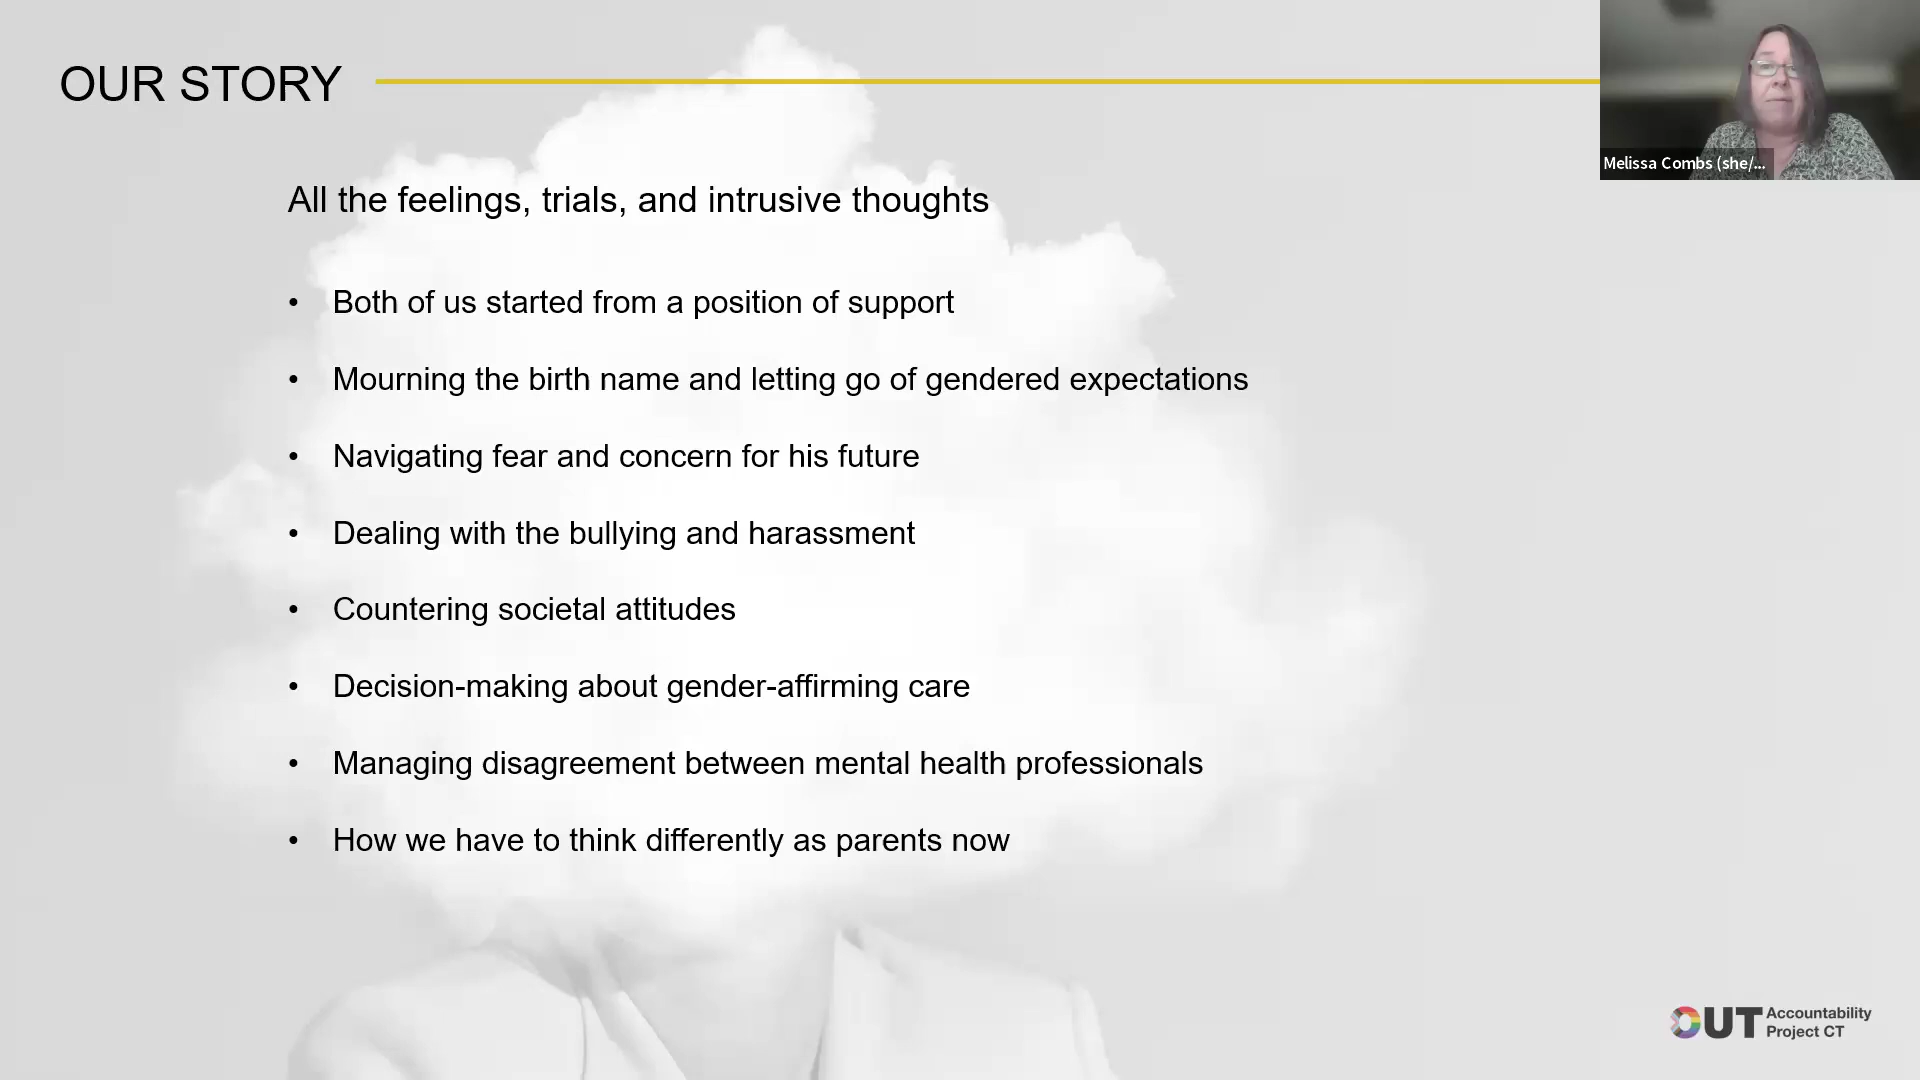 OUR STORY
Melissa Combs (she/...
All the feelings, trials, and intrusive thoughts
• Both of us started from a position of support
• Mourning the birth name and letting go of gendered expectations
• Navigating fear and concern for his future
• Dealing with the bullying and harassment
• Countering societal attitudes
• Decision-making about gender-affirming care
• Managing disagreement between mental health professionals
• How we have to think differently as parents now
OUT Accountability
Project CT